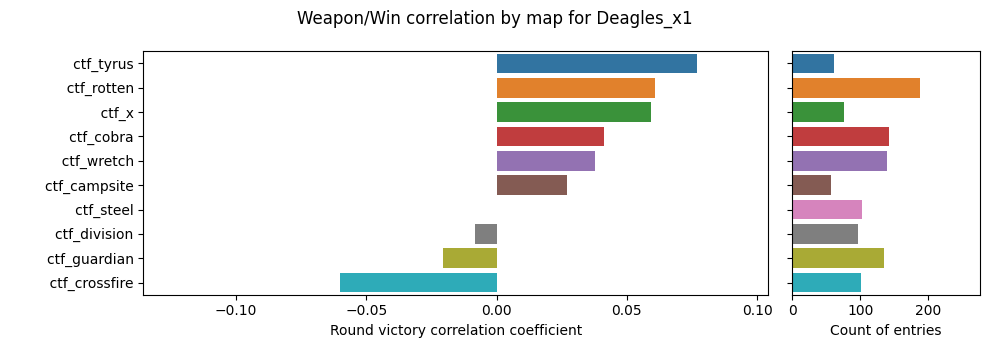 Weapon/Win correlation by map for Deagles_x1
ctf_tyrus
ctf_rotten
ctf_x
ctf_cobra
ctf_wretch
ctf_campsite
ctf_steel
ctf_division
ctf_guardian
ctf_crossfire
−0.10 −0.05 0.00 0.05 0.10
Round victory correlation coefficient
0 100 200
Count of entries